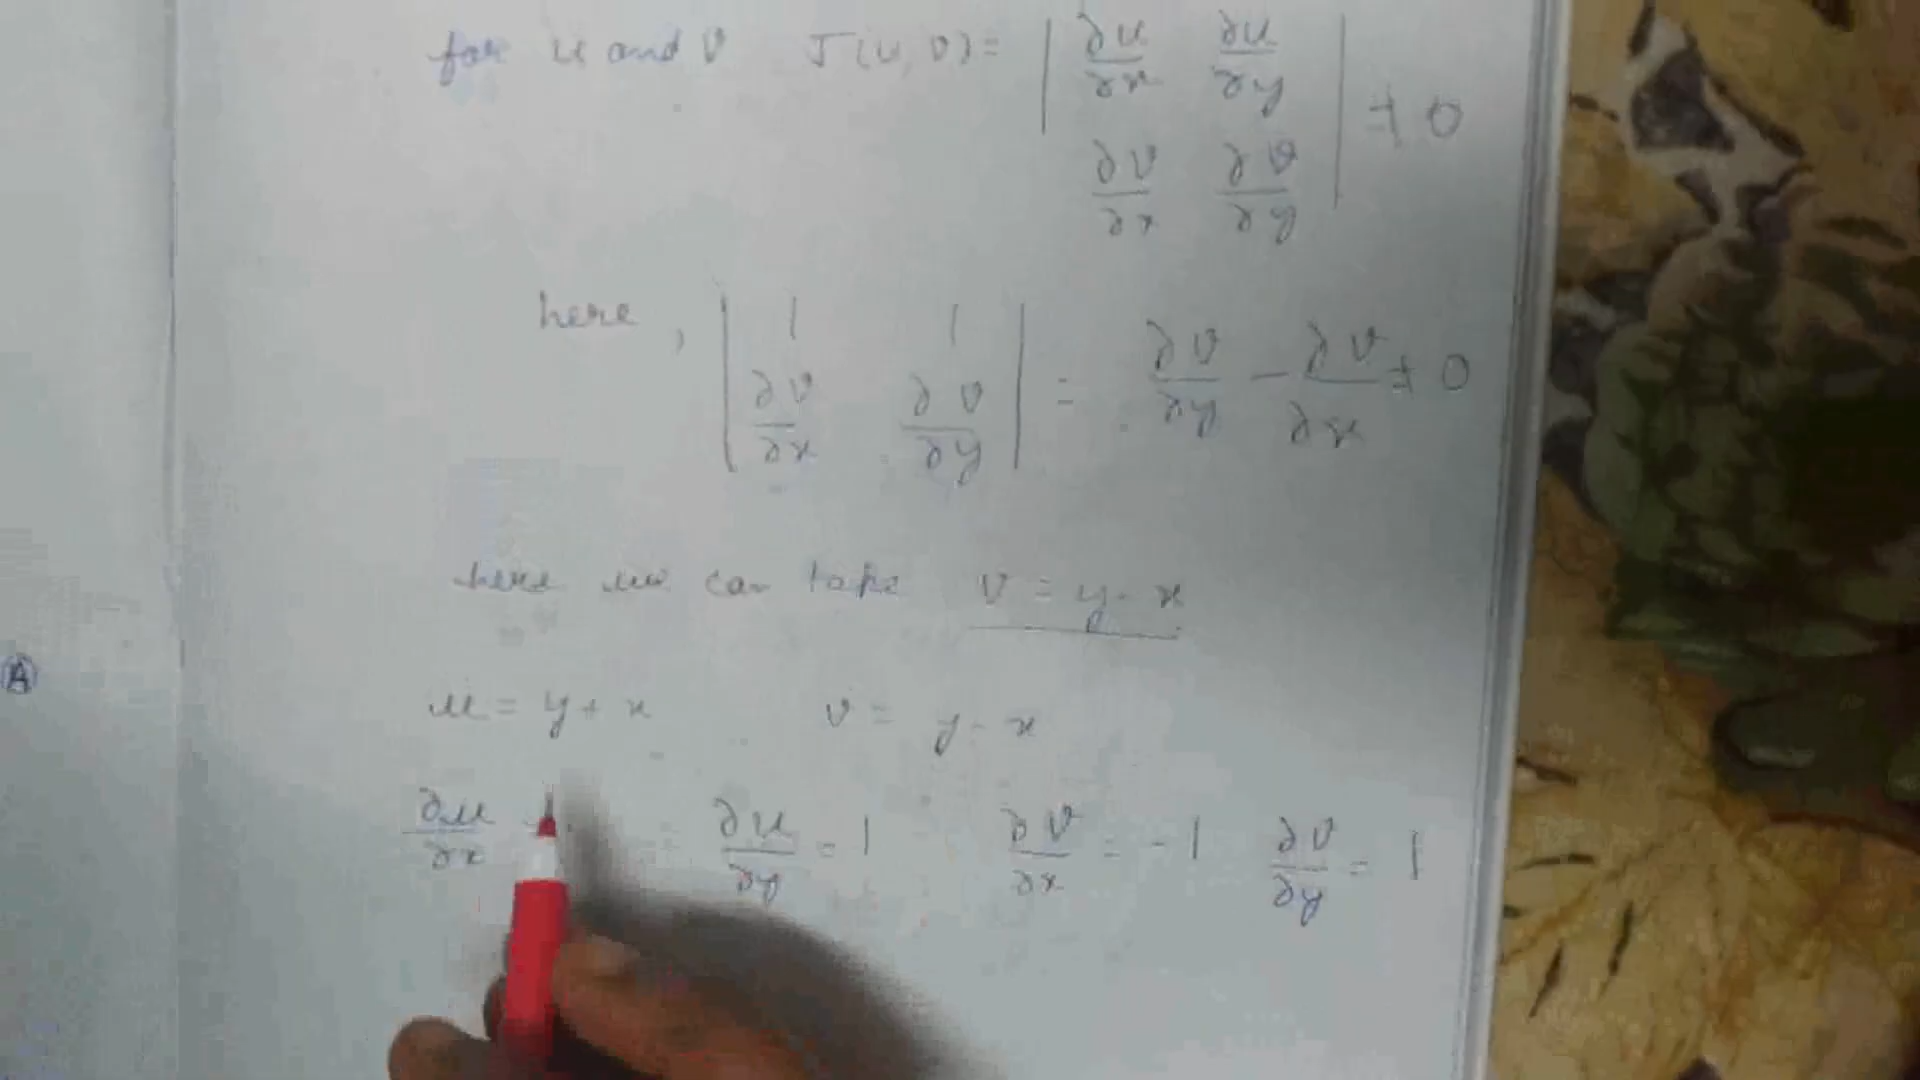 for u and v J(u, v) = | ∂u/∂x ∂u/∂y | ≠ 0
| ∂v/∂x ∂v/∂y |
here, | 1 1 | = ∂v/∂y - ∂v/∂x ≠ 0
| ∂v/∂x ∂v/∂y |
here we can take v = y - x
A
u = y + x v = y - x
∂u/∂x ∂u/∂y = 1 ∂v/∂x = -1 ∂v/∂y = 1